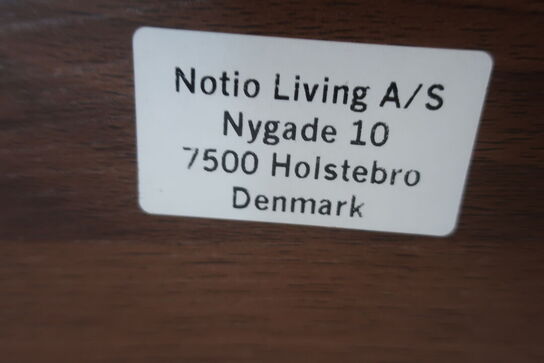 Notio Living A/S
Nygade 10
7500 Holstebro
Denmark